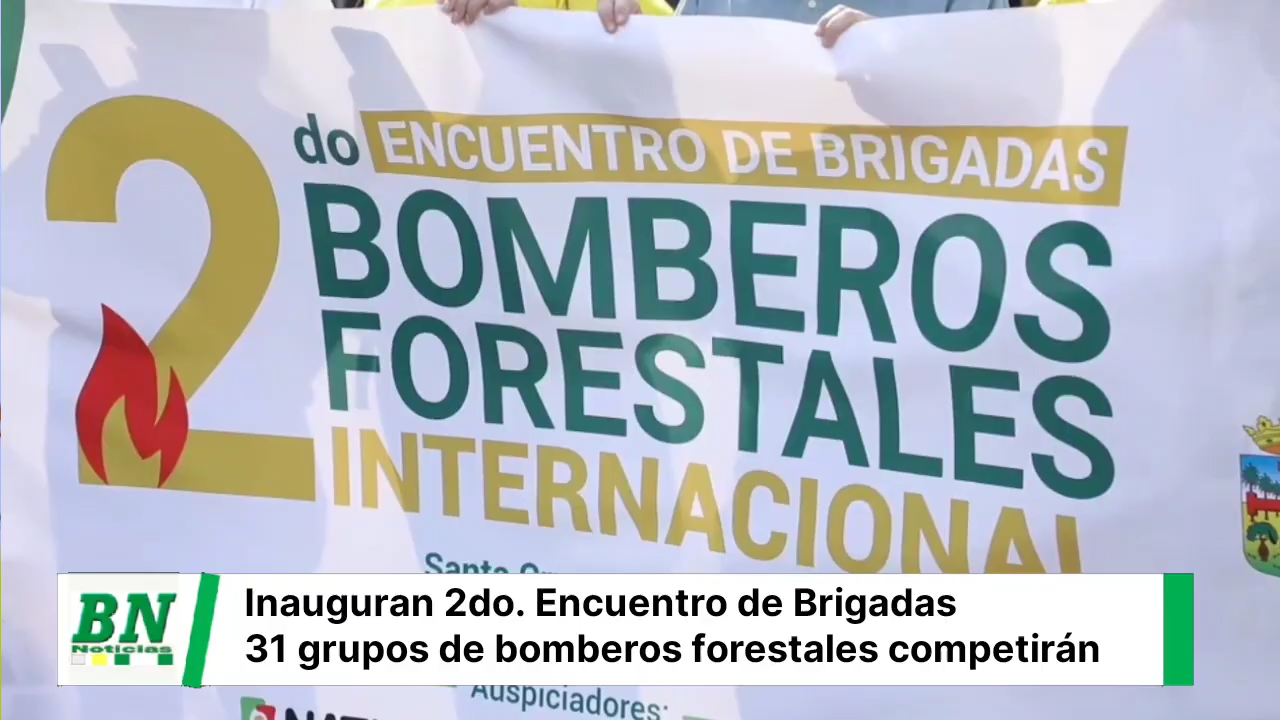 2
do ENCUENTRO DE BRIGADAS
BOMBEROS
FORESTALES
INTERNACIONAL
Santa
BN
Noticias
Inauguran 2do. Encuentro de Brigadas
31 grupos de bomberos forestales competirán
Auspiciadores: